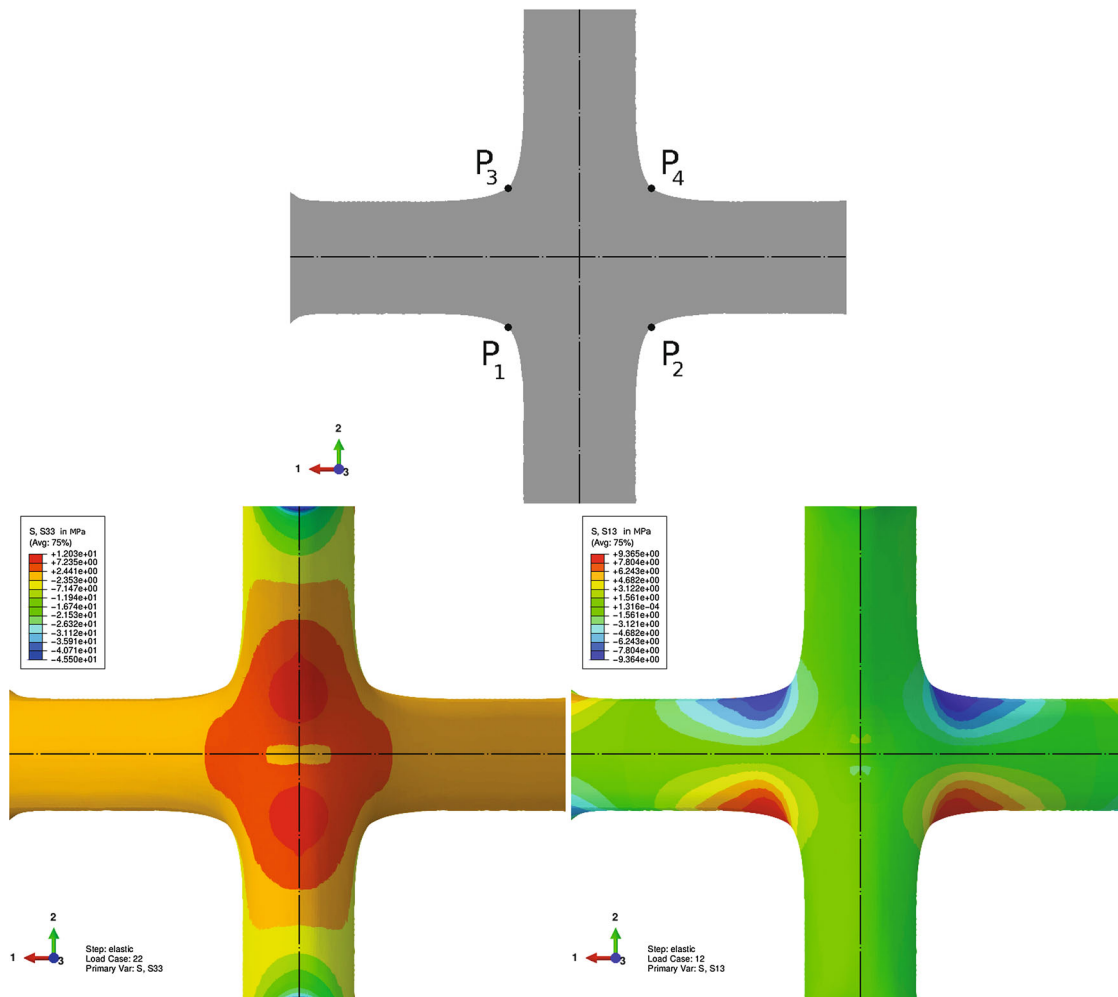 P3
P4
P1
P2
2
1
3
S, S33 in MPa
(Avg: 75%)
+1.203e+01
+7.235e+00
+2.441e+00
−2.353e+00
−7.147e+00
−1.194e+01
−1.674e+01
−2.153e+01
−2.632e+01
−3.112e+01
−3.591e+01
−4.071e+01
−4.550e+01
S, S13 in MPa
(Avg: 75%)
+9.365e+00
+7.804e+00
+6.243e+00
+4.682e+00
+3.122e+00
+1.561e+00
+1.316e-04
−1.561e+00
−3.121e+00
−4.682e+00
−6.243e+00
−7.804e+00
−9.364e+00
2
1
3
Step: elastic
Load Case: 22
Primary Var: S, S33
2
1
3
Step: elastic
Load Case: 12
Primary Var: S, S13